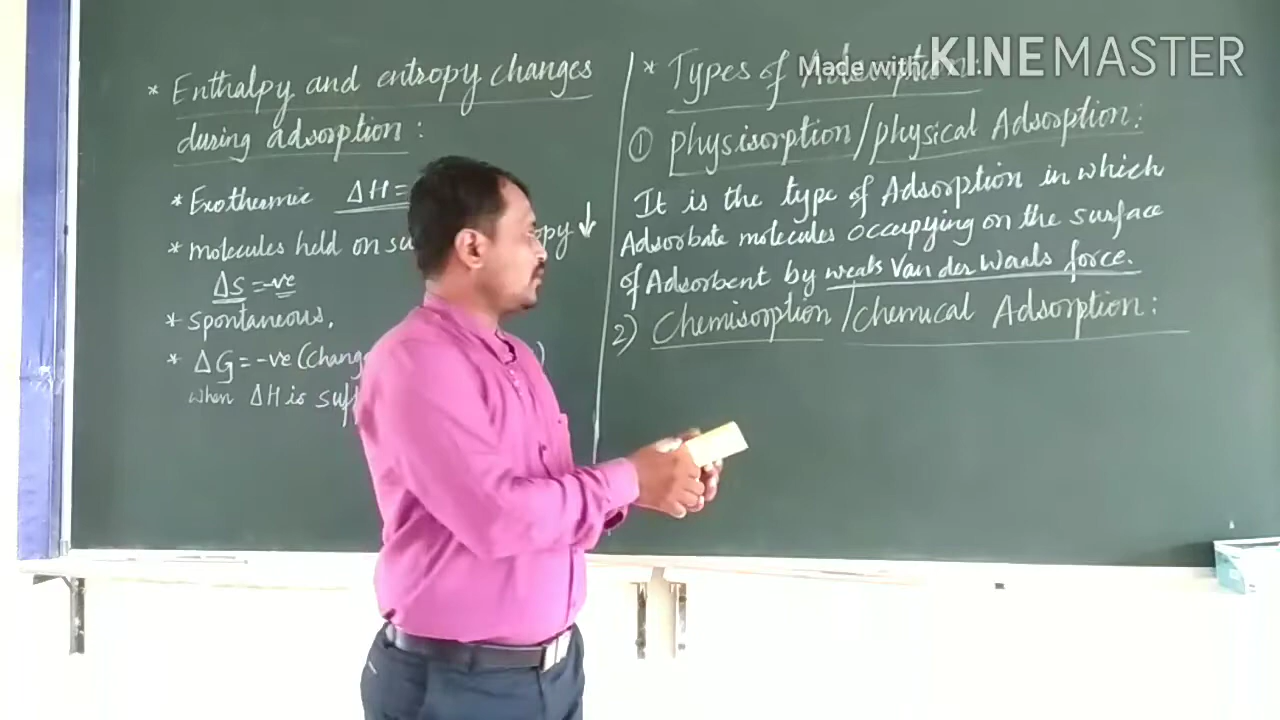 * Enthalpy and entropy changes
during adsorption :
* Exothermic ΔH=
* molecules held on su
opy ↓
ΔS = -ve
* spontaneous.
* ΔG = -ve (Chang
)
when ΔH is suff
* Types of Adsorption:
Made with KINEMASTER
① physisorption/physical Adsorption:
It is the type of Adsorption in which
Adsorbate molecules occupying on the surface
of Adsorbent by weak Van der Waals force.
2) Chemisorption/chemical Adsorption: